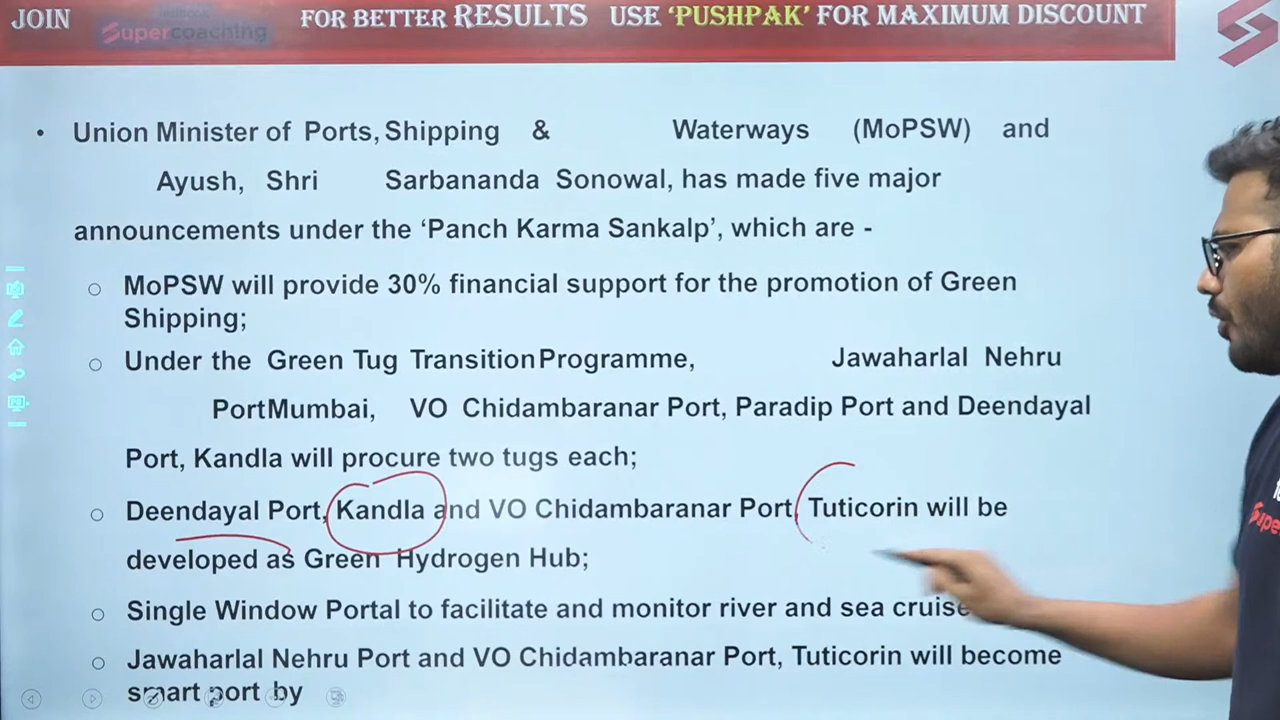 JOIN
testbook
Supercoaching
FOR BETTER RESULTS USE ‘PUSHPAK’ FOR MAXIMUM DISCOUNT
• Union Minister of Ports, Shipping & Waterways (MoPSW) and
Ayush, Shri Sarbananda Sonowal, has made five major
announcements under the ‘Panch Karma Sankalp’, which are -
○ MoPSW will provide 30% financial support for the promotion of Green
Shipping;
○ Under the Green Tug Transition Programme, Jawaharlal Nehru
PortMumbai, VO Chidambaranar Port, Paradip Port and Deendayal
Port, Kandla will procure two tugs each;
○ Deendayal Port, Kandla and VO Chidambaranar Port, Tuticorin will be
developed as Green Hydrogen Hub;
○ Single Window Portal to facilitate and monitor river and sea cruise
○ Jawaharlal Nehru Port and VO Chidambaranar Port, Tuticorin will become
smart port by